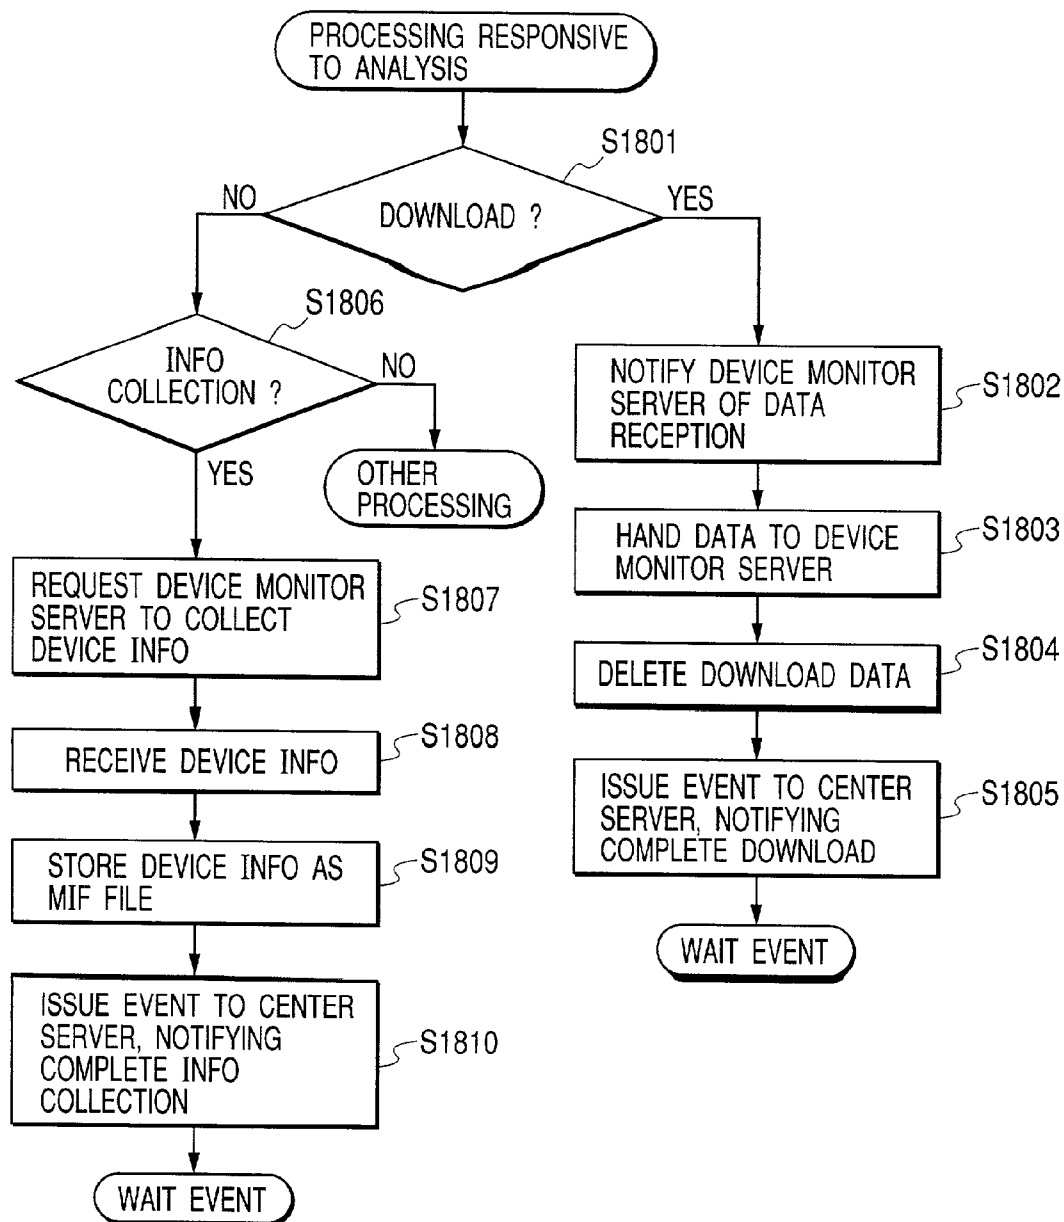 PROCESSING RESPONSIVE
TO ANALYSIS
S1801
DOWNLOAD ?
NO
YES
S1806
INFO
COLLECTION ?
NO
YES
OTHER
PROCESSING
REQUEST DEVICE MONITOR
SERVER TO COLLECT
DEVICE INFO
S1807
RECEIVE DEVICE INFO
S1808
STORE DEVICE INFO AS
MIF FILE
S1809
ISSUE EVENT TO CENTER
SERVER, NOTIFYING
COMPLETE INFO
COLLECTION
S1810
WAIT EVENT
NOTIFY DEVICE MONITOR
SERVER OF DATA
RECEPTION
S1802
HAND DATA TO DEVICE
MONITOR SERVER
S1803
DELETE DOWNLOAD DATA
S1804
ISSUE EVENT TO CENTER
SERVER, NOTIFYING
COMPLETE DOWNLOAD
S1805
WAIT EVENT